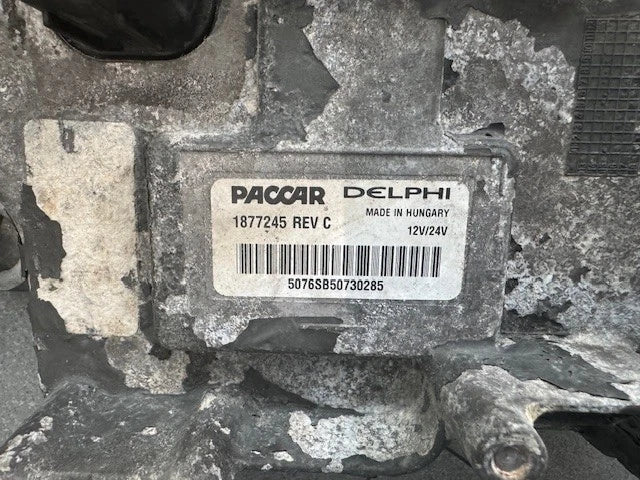 PACCAR DELPHI
1877245 REV C
MADE IN HUNGARY
12V/24V
5076SB50730285